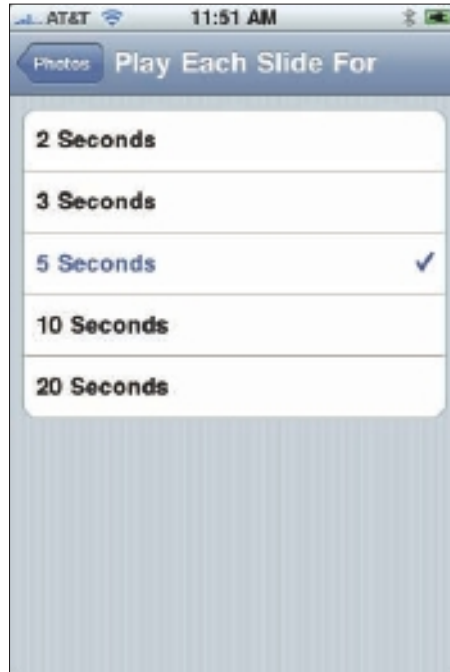 AT&T 11:51 AM
Photos Play Each Slide For
2 Seconds
3 Seconds
5 Seconds
10 Seconds
20 Seconds